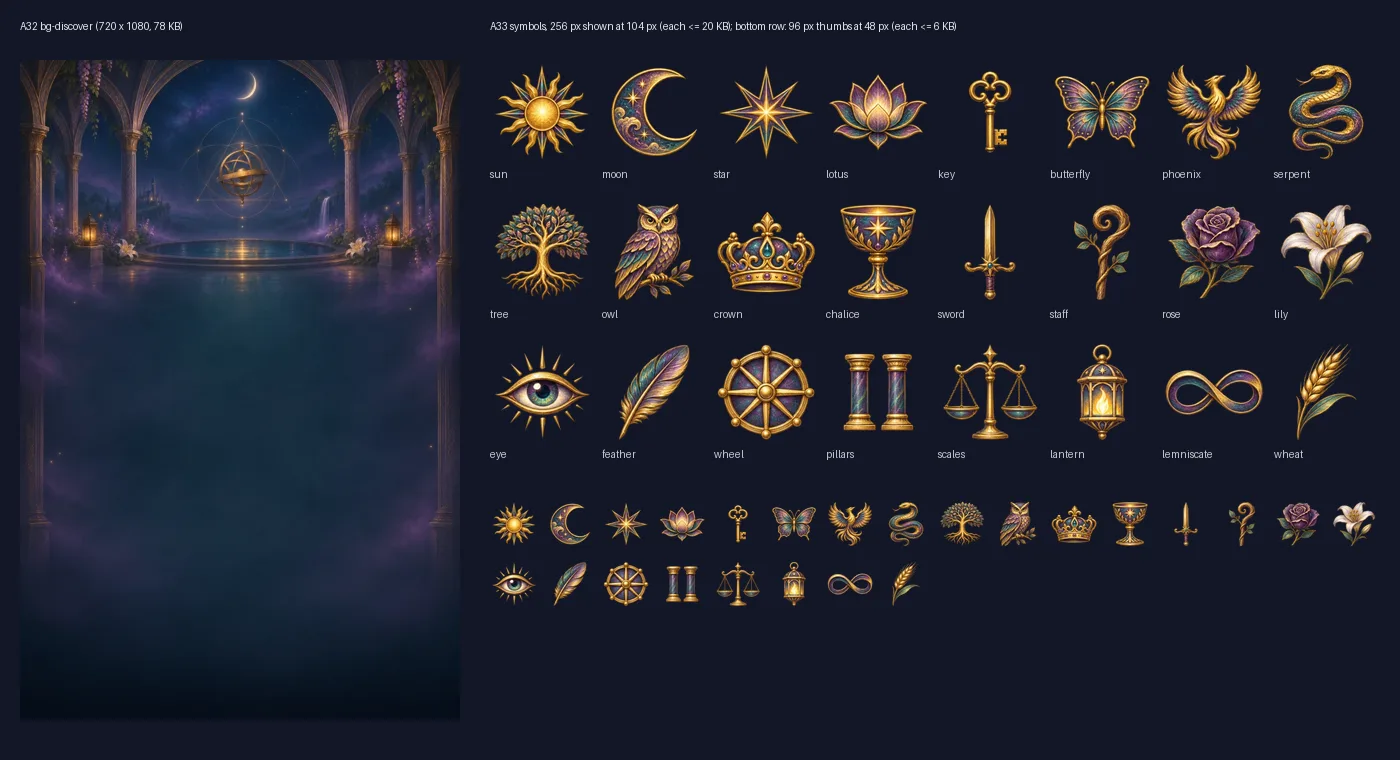 A32 bg-discover (720 x 1080, 78 KB)
A33 symbols, 256 px shown at 104 px (each <= 20 KB); bottom row: 96 px thumbs at 48 px (each <= 6 KB)
sun moon star lotus key butterfly phoenix serpent
tree owl crown chalice sword staff rose lily
eye feather wheel pillars scales lantern lemniscate wheat